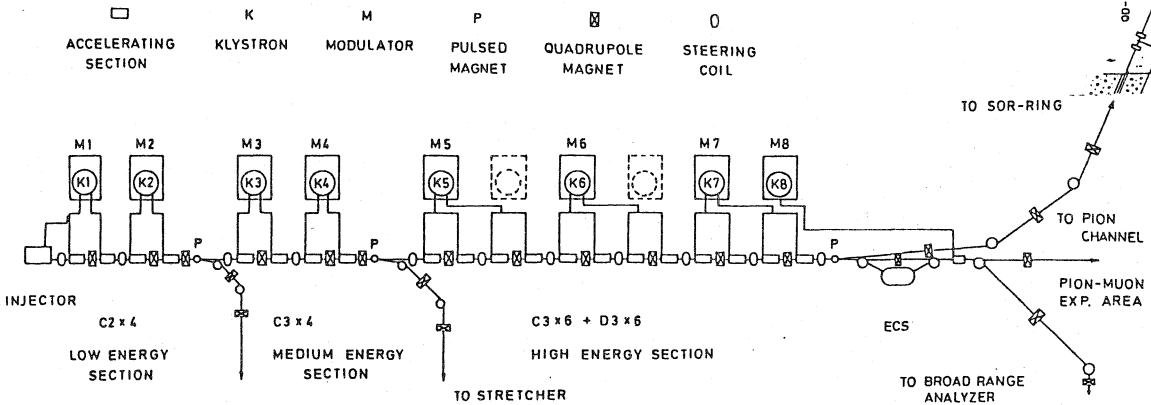 K M P
ACCELERATING SECTION
KLYSTRON
MODULATOR
PULSED MAGNET
QUADRUPOLE MAGNET
STEERING COIL
TO SOR-RING
M1 M2 M3 M4 M5 M6 M7 M8
K1 K2 K3 K4 K5 K6 K7 K8
P P P
TO PION
CHANNEL
INJECTOR
PION-MUON
EXP. AREA
C2 x 4
C3 x 4
C3 x 6 + D3 x 6
ECS
LOW ENERGY
SECTION
MEDIUM ENERGY
SECTION
HIGH ENERGY SECTION
TO STRETCHER
TO BROAD RANGE
ANALYZER